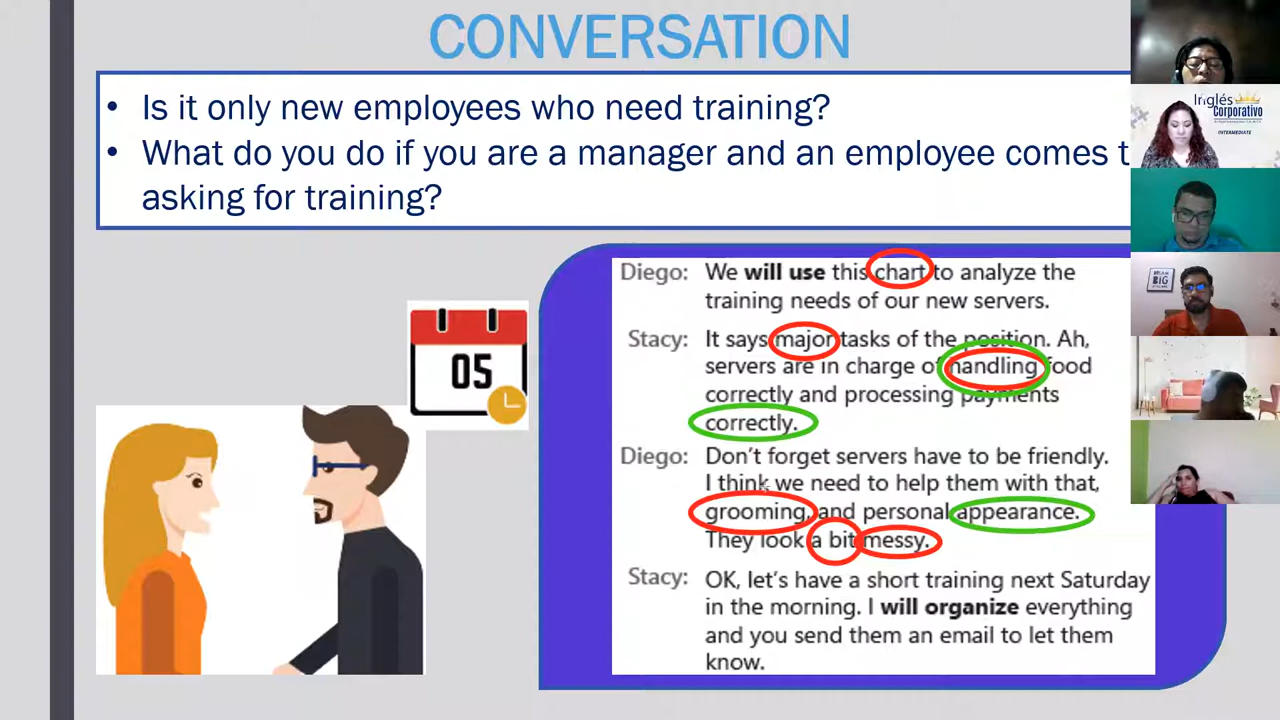 CONVERSATION
• Is it only new employees who need training?
• What do you do if you are a manager and an employee comes
asking for training?
Inglés
Corporativo
INTERMEDIATE
DREAM
BIG
05
Diego: We will use this chart to analyze the
training needs of our new servers.
Stacy: It says major tasks of the position. Ah,
servers are in charge of handling food
correctly and processing payments
correctly.
Diego: Don't forget servers have to be friendly.
I think we need to help them with that,
grooming, and personal appearance.
They look a bit messy.
Stacy: OK, let's have a short training next Saturday
in the morning. I will organize everything
and you send them an email to let them
know.